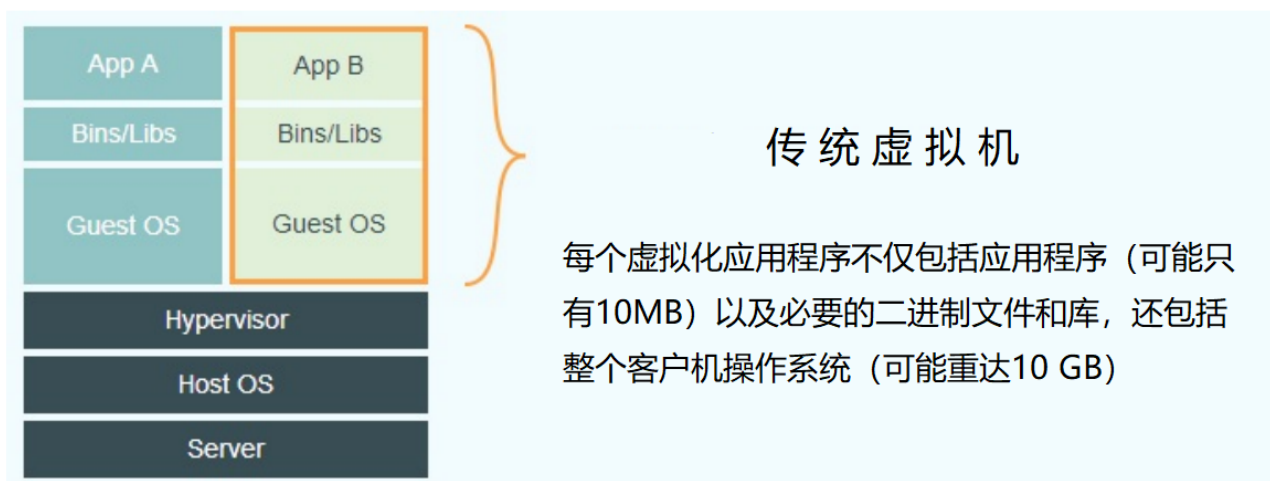 App A
App B
Bins/Libs
Bins/Libs
Guest OS
Guest OS
Hypervisor
Host OS
Server
传统虚拟机
每个虚拟化应用程序不仅包括应用程序（可能只
有10MB）以及必要的二进制文件和库，还包括
整个客户机操作系统（可能重达10 GB）